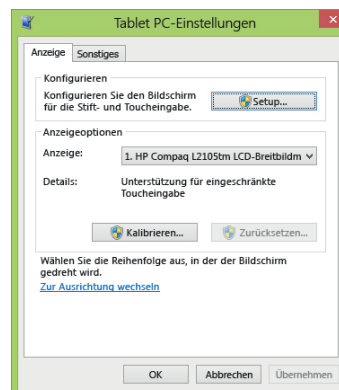 Tablet PC-Einstellungen
Anzeige Sonstiges
Konfigurieren
Konfigurieren Sie den Bildschirm
für die Stift- und Toucheingabe.
Setup...
Anzeigeoptionen
Anzeige:
1. HP Compaq L2105tm LCD-Breitbildm
Details:
Unterstützung für eingeschränkte
Toucheingabe
Kalibrieren... Zurücksetzen...
Wählen Sie die Reihenfolge aus, in der der Bildschirm
gedreht wird.
Zur Ausrichtung wechseln
OK Abbrechen Übernehmen